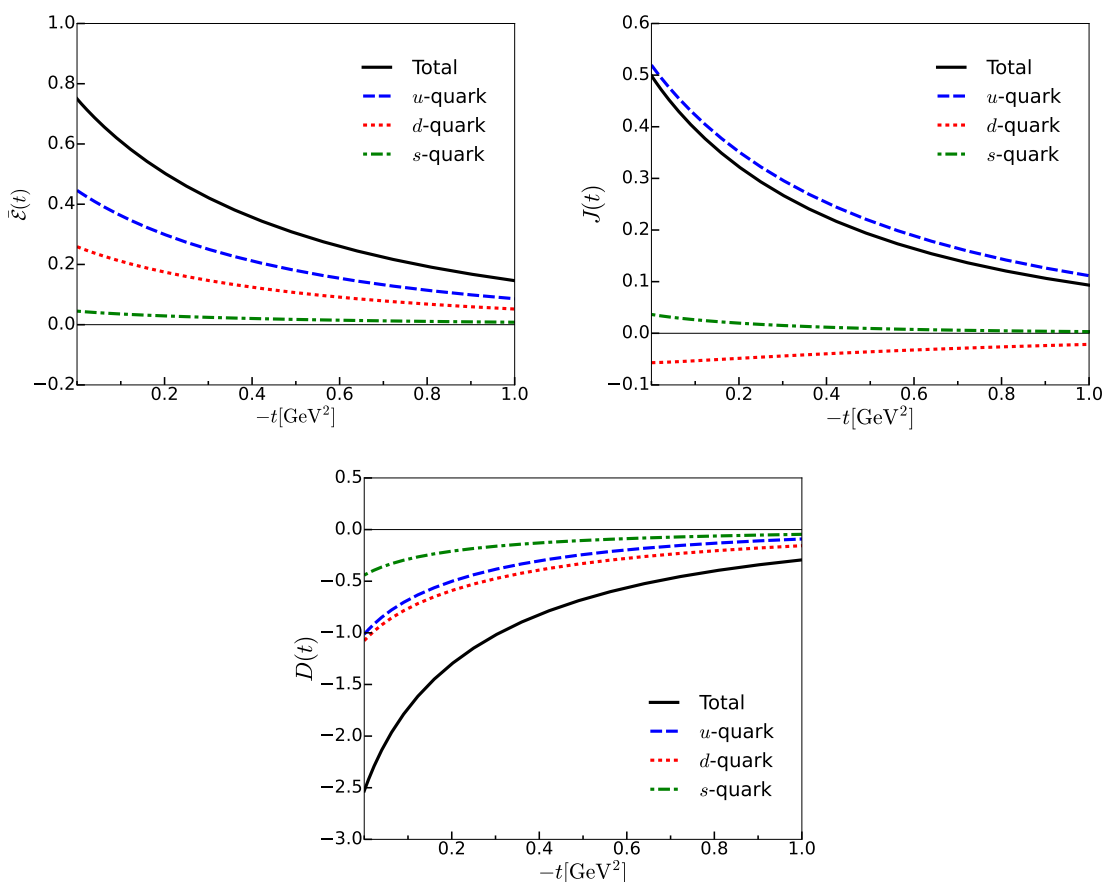 1.0
0.8
0.6
0.4
0.2
0.0
−0.2
0.2
0.4
0.6
0.8
1.0
ℰ̄(t)
−t[GeV²]
Total
u-quark
d-quark
s-quark
0.6
0.5
0.4
0.3
0.2
0.1
0.0
−0.1
0.2
0.4
0.6
0.8
1.0
J(t)
−t[GeV²]
Total
u-quark
d-quark
s-quark
0.5
0.0
−0.5
−1.0
−1.5
−2.0
−2.5
−3.0
0.2
0.4
0.6
0.8
1.0
D(t)
−t[GeV²]
Total
u-quark
d-quark
s-quark